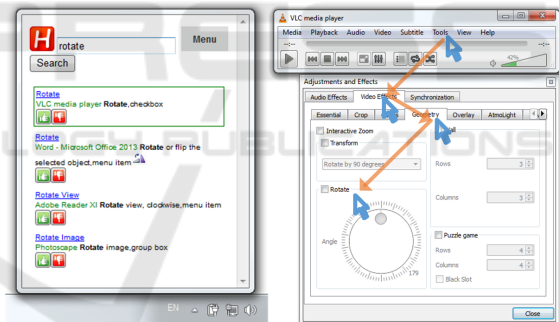 H
rotate
Menu
Search
Rotate
VLC media player Rotate,checkbox
Rotate
Word - Microsoft Office 2013 Rotate or flip the
selected object,menu item
Rotate View
Adobe Reader XI Rotate view, clockwise,menu item
Rotate Image
Photoscape Rotate image,group box
EN
VLC media player
Media Playback Audio Video Subtitle Tools View Help
--:-- --:--
42%
Adjustments and Effects
Audio Effects Video Effects Synchronization
Essential Crop Geometry Overlay AtmoLight
Interactive Zoom
Transform
Rotate by 90 degrees
Rows 3
Rotate
Columns 3
Angle
179
Puzzle game
Rows 4
Columns 4
Black Slot
Close